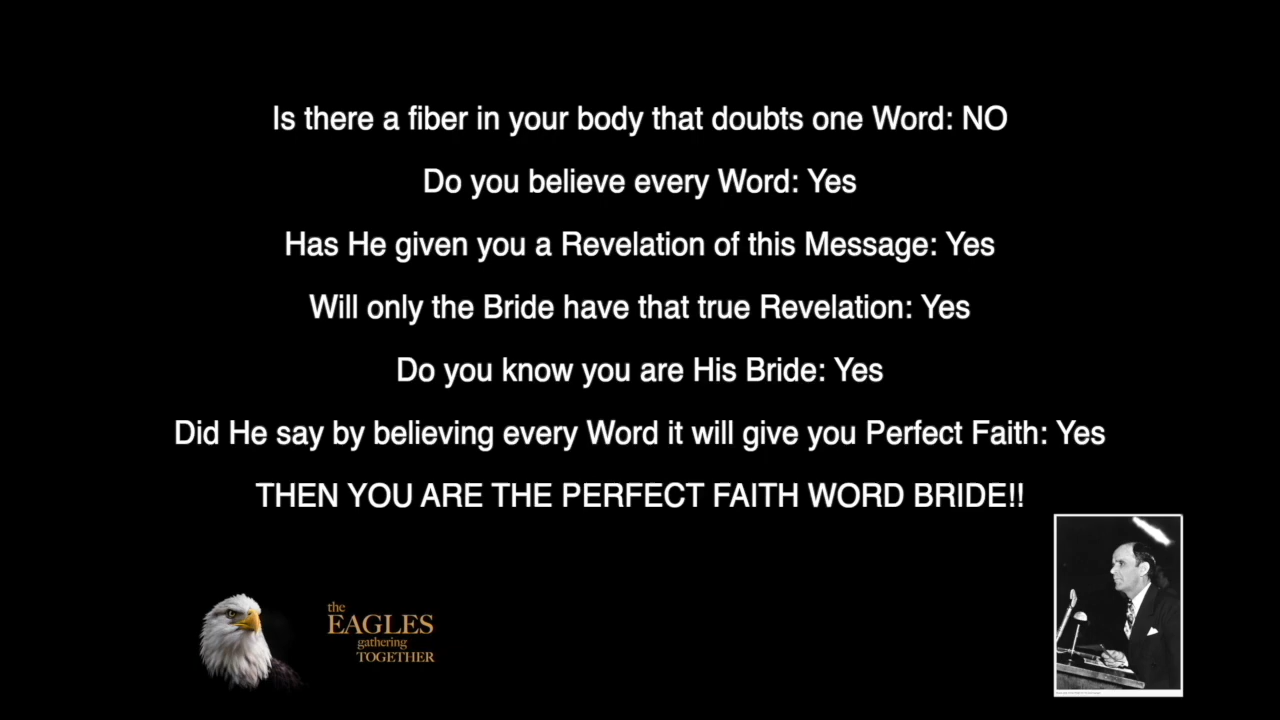 Is there a fiber in your body that doubts one Word: NO
Do you believe every Word: Yes
Has He given you a Revelation of this Message: Yes
Will only the Bride have that true Revelation: Yes
Do you know you are His Bride: Yes
Did He say by believing every Word it will give you Perfect Faith: Yes
THEN YOU ARE THE PERFECT FAITH WORD BRIDE!!
the
EAGLES
gathering
TOGETHER